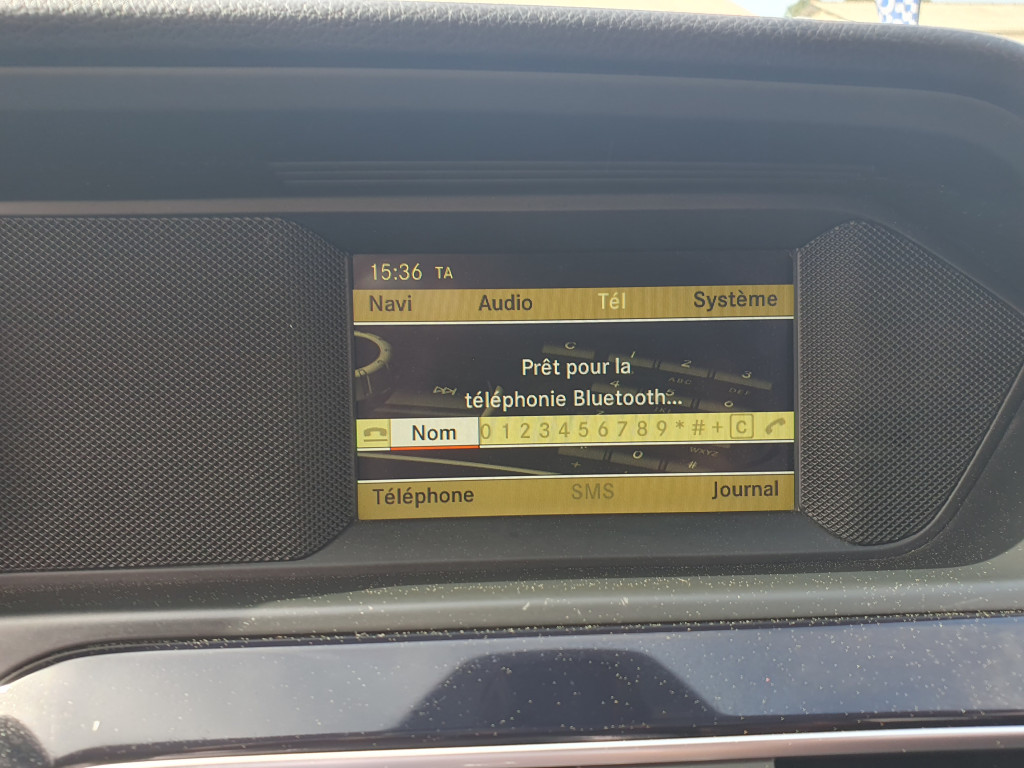 15:36 TA
Navi Audio Tél Système
Prêt pour la
téléphonie Bluetooth...
Nom 0 1 2 3 4 5 6 7 8 9 * # + C
Téléphone SMS Journal